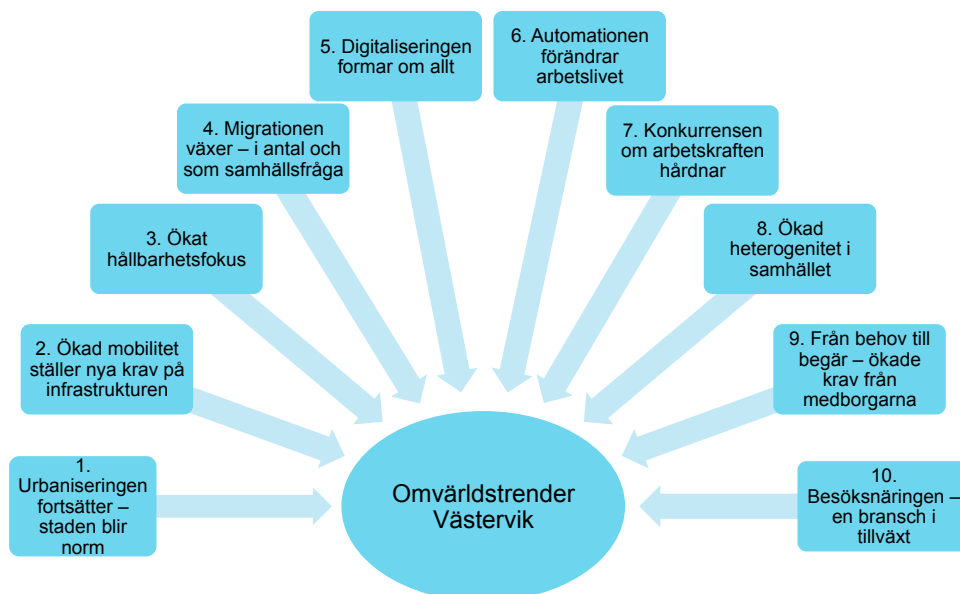 1.
Urbaniseringen
fortsätter –
staden blir
norm
2. Ökad mobilitet
ställer nya krav på
infrastrukturen
3. Ökat
hållbarhetsfokus
4. Migrationen
växer – i antal och
som samhällsfråga
5. Digitaliseringen
formar om allt
6. Automationen
förändrar
arbetslivet
7. Konkurrensen
om arbetskraften
hårdnar
8. Ökad
heterogenitet i
samhället
9. Från behov till
begär – ökade
krav från
medborgarna
10.
Besöksnäringen –
en bransch i
tillväxt
Omvärldstrender
Västervik